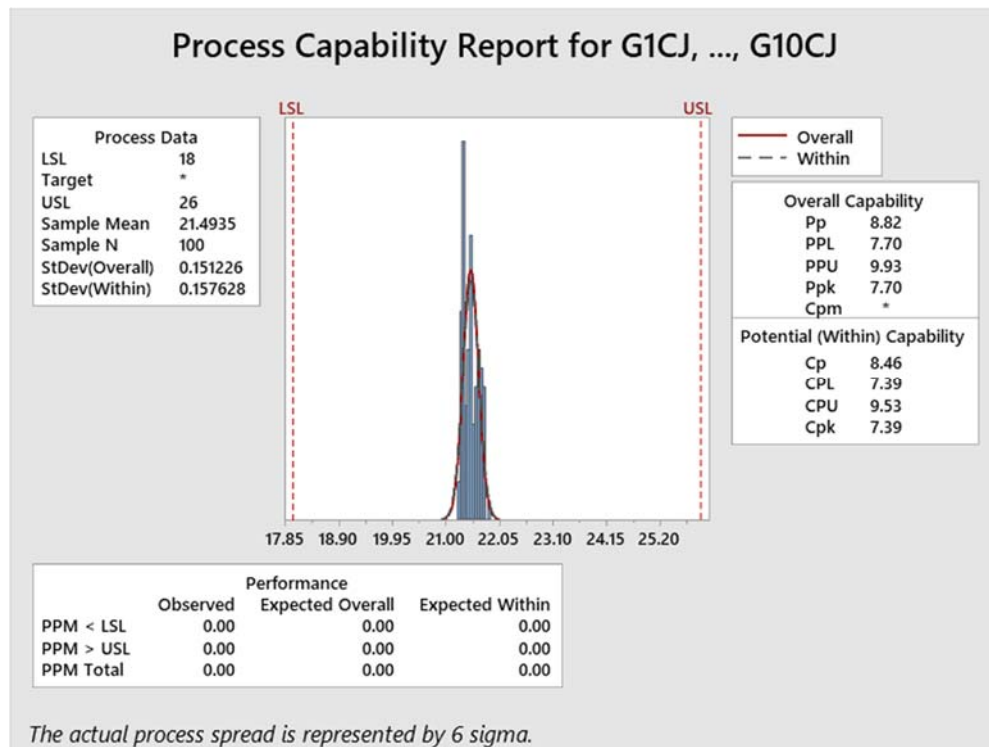 Process Capability Report for G1CJ, ..., G10CJ
LSL
USL
Process Data
LSL 18
Target *
USL 26
Sample Mean 21.4935
Sample N 100
StDev(Overall) 0.151226
StDev(Within) 0.157628
Overall
Within
Overall Capability
Pp 8.82
PPL 7.70
PPU 9.93
Ppk 7.70
Cpm *
Potential (Within) Capability
Cp 8.46
CPL 7.39
CPU 9.53
Cpk 7.39
17.85 18.90 19.95 21.00 22.05 23.10 24.15 25.20
Performance
Observed Expected Overall Expected Within
PPM < LSL 0.00 0.00 0.00
PPM > USL 0.00 0.00 0.00
PPM Total 0.00 0.00 0.00
The actual process spread is represented by 6 sigma.